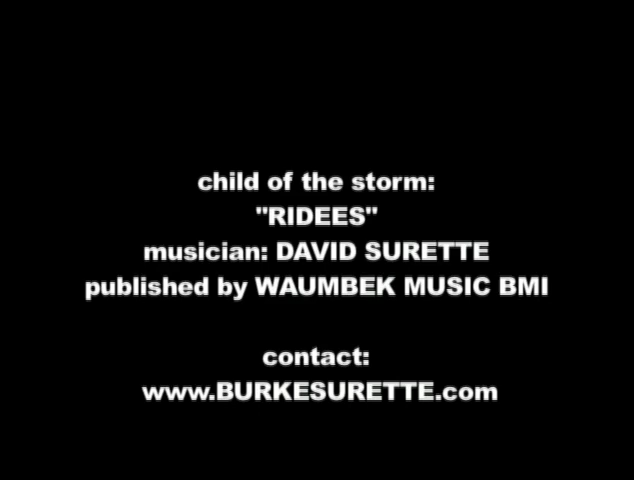 child of the storm:
"RIDEES"
musician: DAVID SURETTE
published by WAUMBEK MUSIC BMI
contact:
www.BURKESURETTE.com